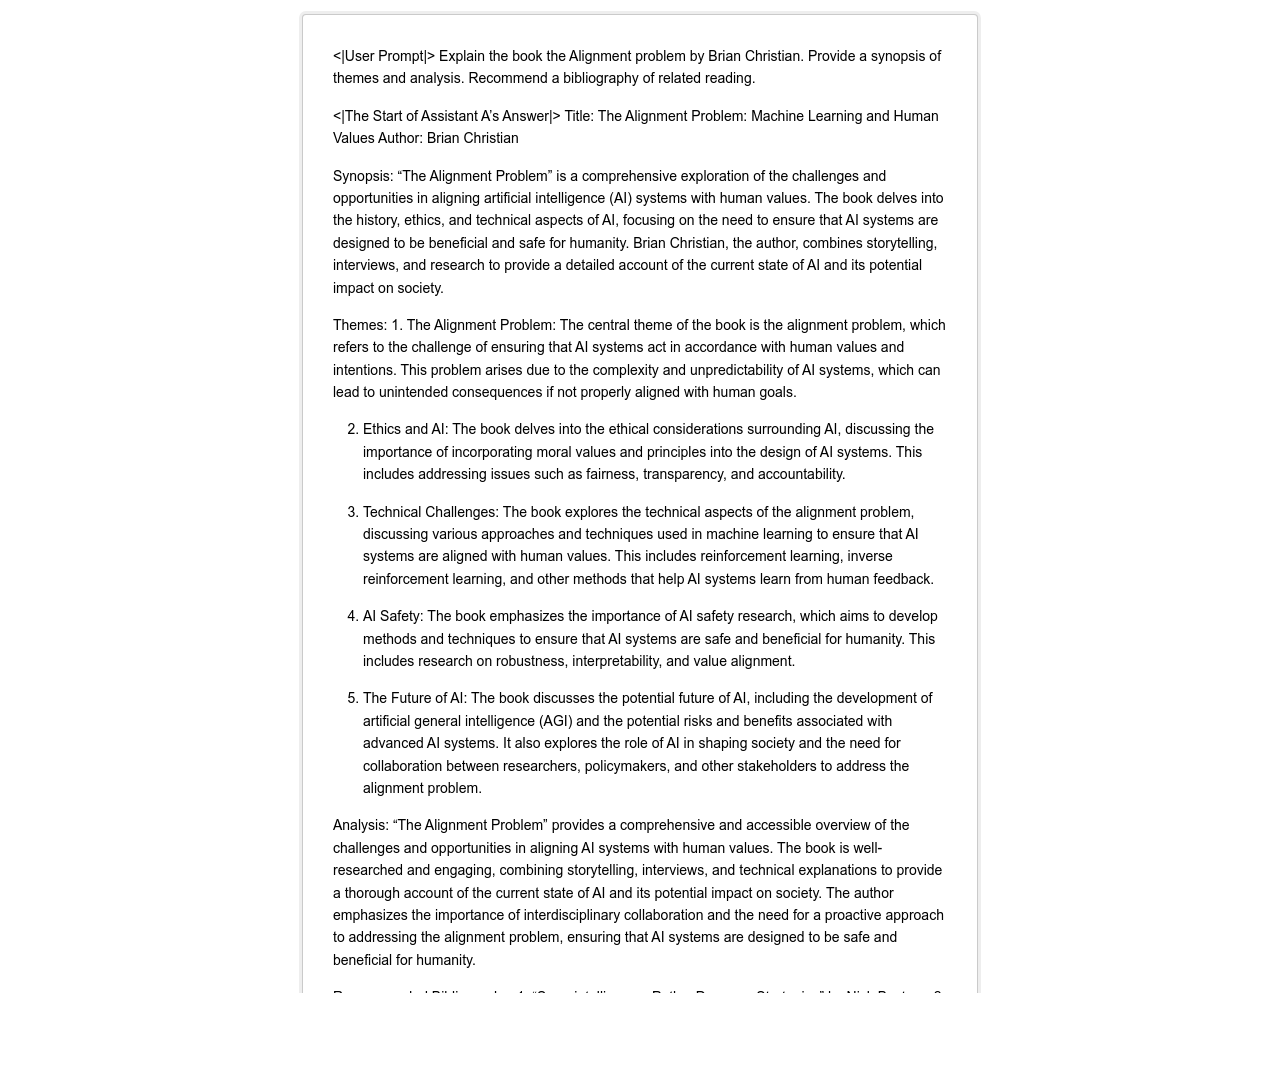 <|User Prompt|> Explain the book the Alignment problem by Brian Christian. Provide a synopsis of
themes and analysis. Recommend a bibliography of related reading.
<|The Start of Assistant A’s Answer|> Title: The Alignment Problem: Machine Learning and Human
Values Author: Brian Christian
Synopsis: “The Alignment Problem” is a comprehensive exploration of the challenges and
opportunities in aligning artificial intelligence (AI) systems with human values. The book delves into
the history, ethics, and technical aspects of AI, focusing on the need to ensure that AI systems are
designed to be beneficial and safe for humanity. Brian Christian, the author, combines storytelling,
interviews, and research to provide a detailed account of the current state of AI and its potential
impact on society.
Themes: 1. The Alignment Problem: The central theme of the book is the alignment problem, which
refers to the challenge of ensuring that AI systems act in accordance with human values and
intentions. This problem arises due to the complexity and unpredictability of AI systems, which can
lead to unintended consequences if not properly aligned with human goals.
2. Ethics and AI: The book delves into the ethical considerations surrounding AI, discussing the
importance of incorporating moral values and principles into the design of AI systems. This
includes addressing issues such as fairness, transparency, and accountability.
3. Technical Challenges: The book explores the technical aspects of the alignment problem,
discussing various approaches and techniques used in machine learning to ensure that AI
systems are aligned with human values. This includes reinforcement learning, inverse
reinforcement learning, and other methods that help AI systems learn from human feedback.
4. AI Safety: The book emphasizes the importance of AI safety research, which aims to develop
methods and techniques to ensure that AI systems are safe and beneficial for humanity. This
includes research on robustness, interpretability, and value alignment.
5. The Future of AI: The book discusses the potential future of AI, including the development of
artificial general intelligence (AGI) and the potential risks and benefits associated with
advanced AI systems. It also explores the role of AI in shaping society and the need for
collaboration between researchers, policymakers, and other stakeholders to address the
alignment problem.
Analysis: “The Alignment Problem” provides a comprehensive and accessible overview of the
challenges and opportunities in aligning AI systems with human values. The book is well-
researched and engaging, combining storytelling, interviews, and technical explanations to provide
a thorough account of the current state of AI and its potential impact on society. The author
emphasizes the importance of interdisciplinary collaboration and the need for a proactive approach
to addressing the alignment problem, ensuring that AI systems are designed to be safe and
beneficial for humanity.